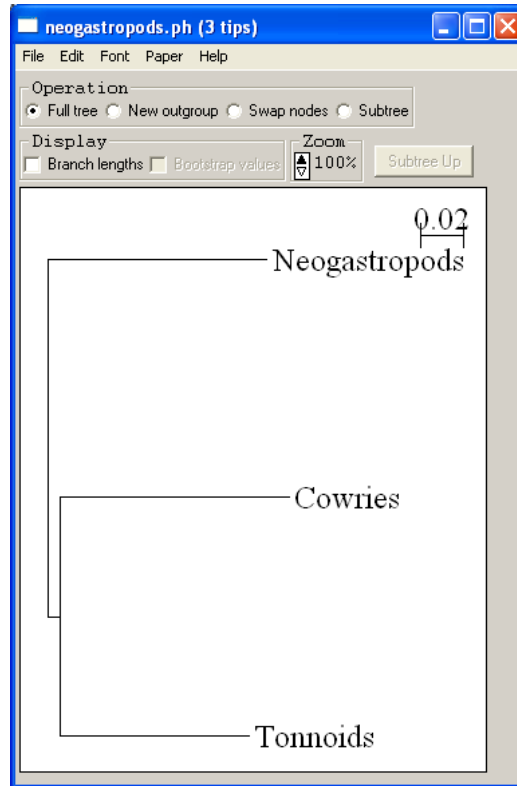 neogastropods.ph (3 tips)
File Edit Font Paper Help
Operation
Full tree New outgroup Swap nodes Subtree
Display Zoom
Branch lengths Bootstrap values 100% Subtree Up
0.02
Neogastropods
Cowries
Tonnoids